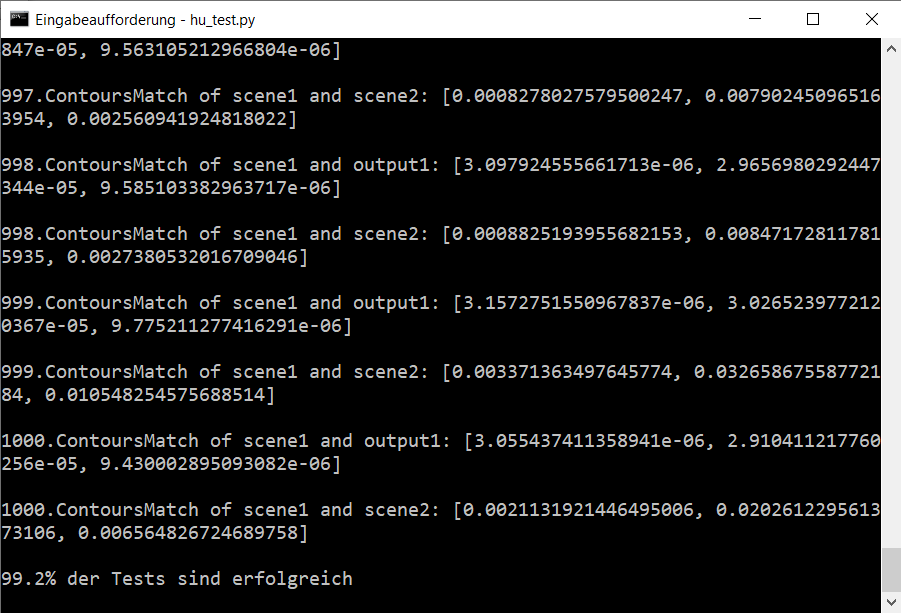 Eingabeaufforderung - hu_test.py
847e-05, 9.563105212966804e-06]
997.ContoursMatch of scene1 and scene2: [0.0008278027579500247, 0.00790245096516
3954, 0.002560941924818022]
998.ContoursMatch of scene1 and output1: [3.097924555661713e-06, 2.9656980292447
344e-05, 9.585103382963717e-06]
998.ContoursMatch of scene1 and scene2: [0.0008825193955682153, 0.00847172811781
5935, 0.0027380532016709046]
999.ContoursMatch of scene1 and output1: [3.1572751550967837e-06, 3.026523977212
0367e-05, 9.775211277416291e-06]
999.ContoursMatch of scene1 and scene2: [0.003371363497645774, 0.032658675587721
84, 0.010548254575688514]
1000.ContoursMatch of scene1 and output1: [3.055437411358941e-06, 2.910411217760
256e-05, 9.430002895093082e-06]
1000.ContoursMatch of scene1 and scene2: [0.0021131921446495006, 0.0202612295613
73106, 0.006564826724689758]
99.2% der Tests sind erfolgreich